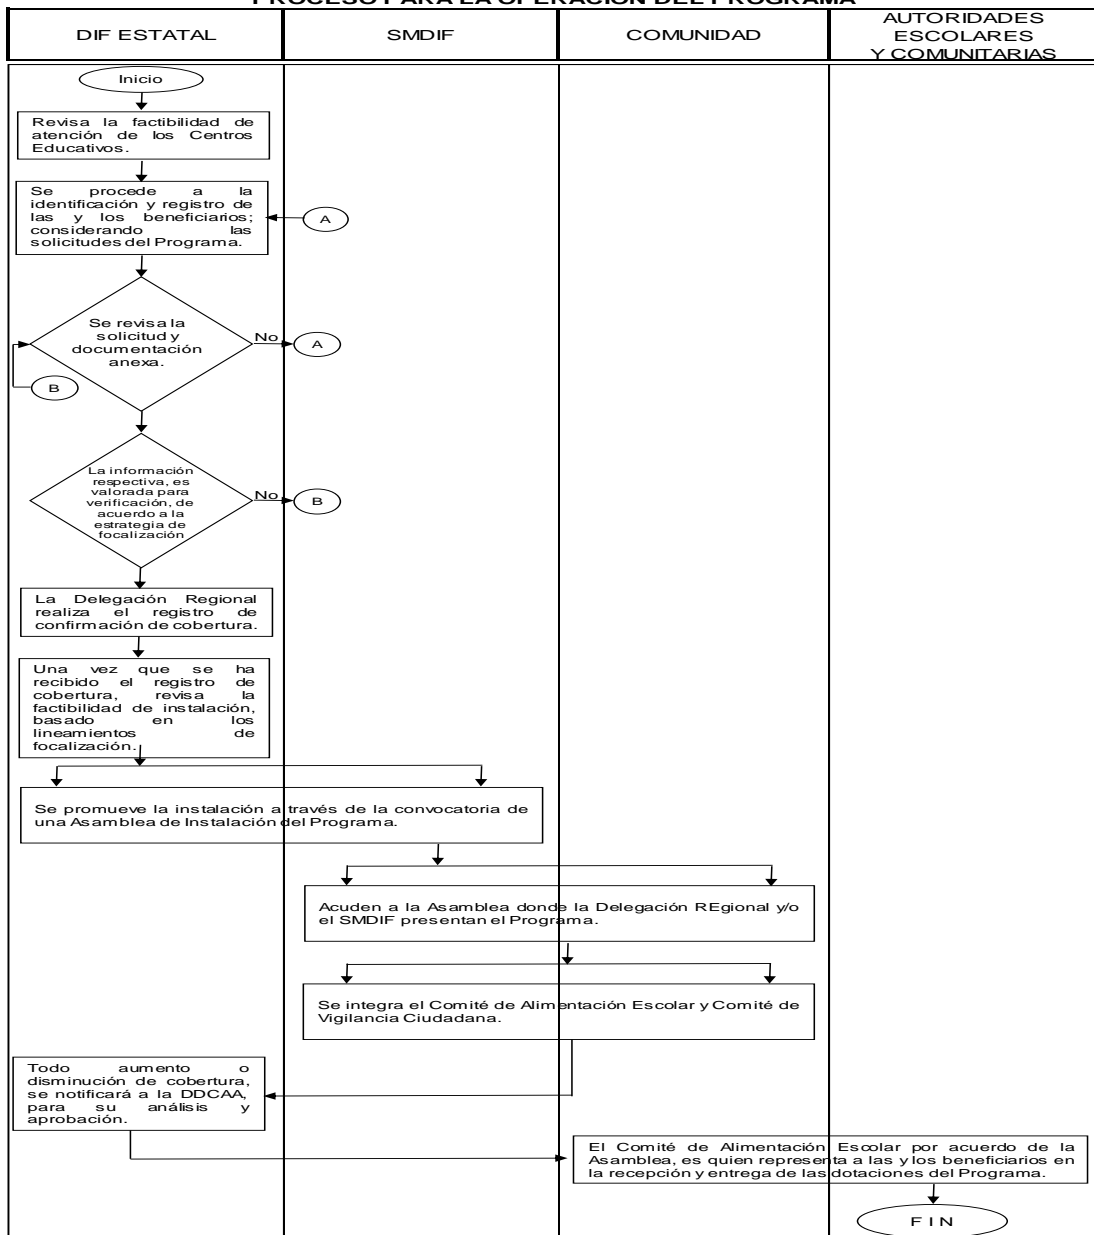 PROCESO PARA LA OPERACIÓN DEL PROGRAMA
DIF ESTATAL
SMDIF
COMUNIDAD
AUTORIDADES
ESCOLARES
Y COMUNITARIAS
Inicio
Revisa la factibilidad de
atención de los Centros
Educativos.
Se procede a la
identificación y registro de
las y los beneficiarios;
considerando las
solicitudes del Programa.
A
Se revisa la
solicitud y
documentación
anexa.
No
A
B
La información
respectiva, es
valorada para
verificación, de
acuerdo a la
estrategia de
focalización
No
B
La Delegación Regional
realiza el registro de
confirmación de cobertura.
Una vez que se ha
recibido el registro de
cobertura, revisa la
factibilidad de instalación,
basado en los
lineamientos de
focalización.
Se promueve la instalación a través de la convocatoria de
una Asamblea de Instalación del Programa.
Acuden a la Asamblea donde la Delegación REgional y/o
el SMDIF presentan el Programa.
Se integra el Comité de Alimentación Escolar y Comité de
Vigilancia Ciudadana.
Todo aumento o
disminución de cobertura,
se notificará a la DDCAA,
para su análisis y
aprobación.
El Comité de Alimentación Escolar por acuerdo de la
Asamblea, es quien representa a las y los beneficiarios en
la recepción y entrega de las dotaciones del Programa.
F I N